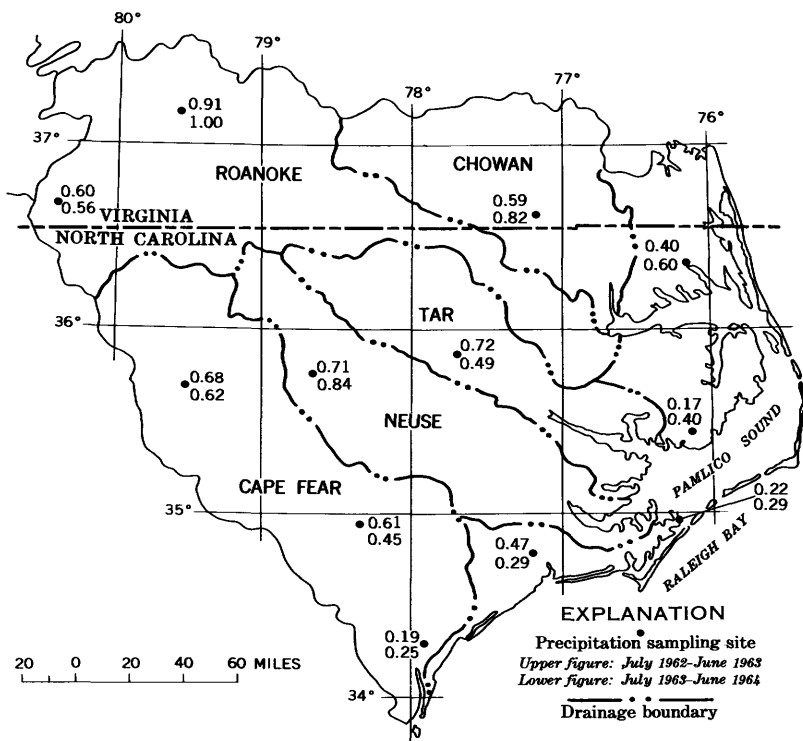 80°
79°
78°
77°
76°
0.91
1.00
37°
ROANOKE
CHOWAN
0.60
0.56
VIRGINIA
NORTH CAROLINA
0.59
0.82
0.40
0.60
36°
TAR
0.72
0.49
0.71
0.84
0.68
0.62
NEUSE
0.17
0.40
PAMLICO SOUND
CAPE FEAR
35°
0.61
0.45
0.47
0.29
0.22
0.29
RALEIGH BAY
0.19
0.25
34°
20 0 20 40 60 MILES
EXPLANATION
Precipitation sampling site
Upper figure: July 1962–June 1963
Lower figure: July 1963–June 1964
Drainage boundary